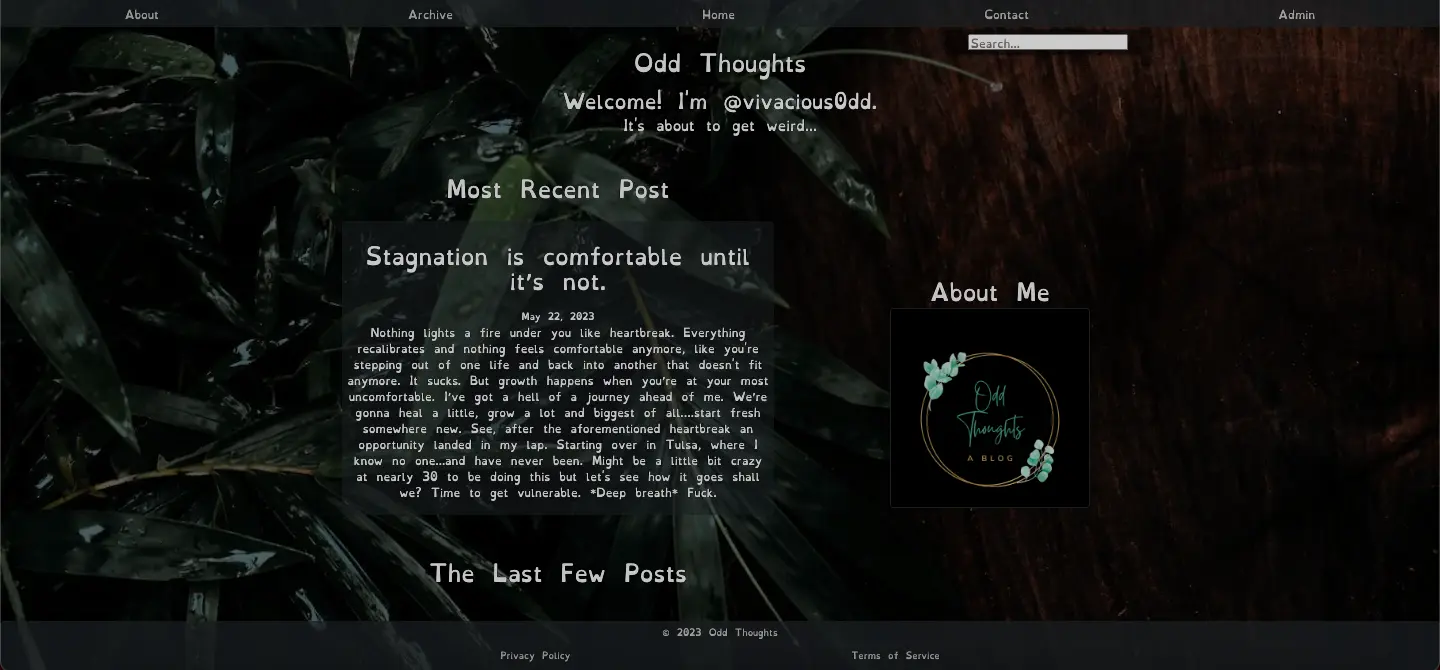 About Archive Home Contact Admin
Search...
Odd Thoughts
Welcome! I'm @vivacious0dd.
It's about to get weird...
Most Recent Post
Stagnation is comfortable until
it's not.
May 22, 2023
Nothing lights a fire under you like heartbreak. Everything
recalibrates and nothing feels comfortable anymore, like you're
stepping out of one life and back into another that doesn't fit
anymore. It sucks. But growth happens when you're at your most
uncomfortable. I've got a hell of a journey ahead of me. We're
gonna heal a little, grow a lot and biggest of all....start fresh
somewhere new. See, after the aforementioned heartbreak an
opportunity landed in my lap. Starting over in Tulsa, where I
know no one...and have never been. Might be a little bit crazy
at nearly 30 to be doing this but let's see how it goes shall
we? Time to get vulnerable. *Deep breath* Fuck.
About Me
Odd
Thoughts
A BLOG
The Last Few Posts
© 2023 Odd Thoughts
Privacy Policy Terms of Service